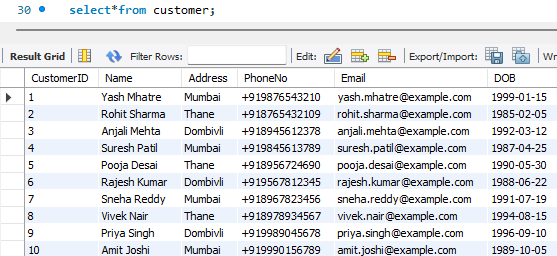 30 select*from customer;
Result Grid Filter Rows: Edit: Export/Import: Wr
CustomerID Name Address PhoneNo Email DOB
1 Yash Mhatre Mumbai +919876543210 yash.mhatre@example.com 1999-01-15
2 Rohit Sharma Thane +918765432109 rohit.sharma@example.com 1985-02-05
3 Anjali Mehta Dombivli +918945612378 anjali.mehta@example.com 1992-03-12
4 Suresh Patil Mumbai +919845613789 suresh.patil@example.com 1987-04-25
5 Pooja Desai Thane +918956724690 pooja.desai@example.com 1990-05-30
6 Rajesh Kumar Dombivli +919567812345 rajesh.kumar@example.com 1988-06-22
7 Sneha Reddy Mumbai +918967823456 sneha.reddy@example.com 1991-07-19
8 Vivek Nair Thane +918978934567 vivek.nair@example.com 1994-08-15
9 Priya Singh Dombivli +919989045678 priya.singh@example.com 1996-09-10
10 Amit Joshi Mumbai +919990156789 amit.joshi@example.com 1989-10-05